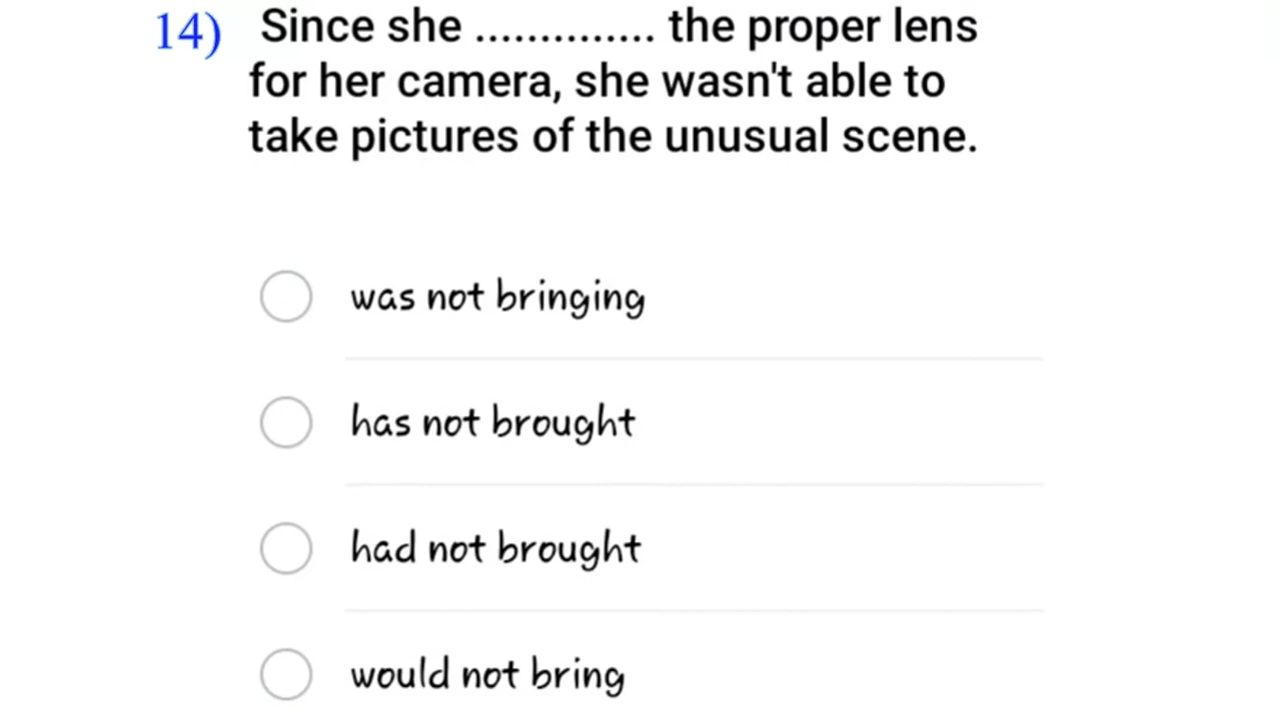 14) Since she .............. the proper lens
for her camera, she wasn't able to
take pictures of the unusual scene.
was not bringing
has not brought
had not brought
would not bring